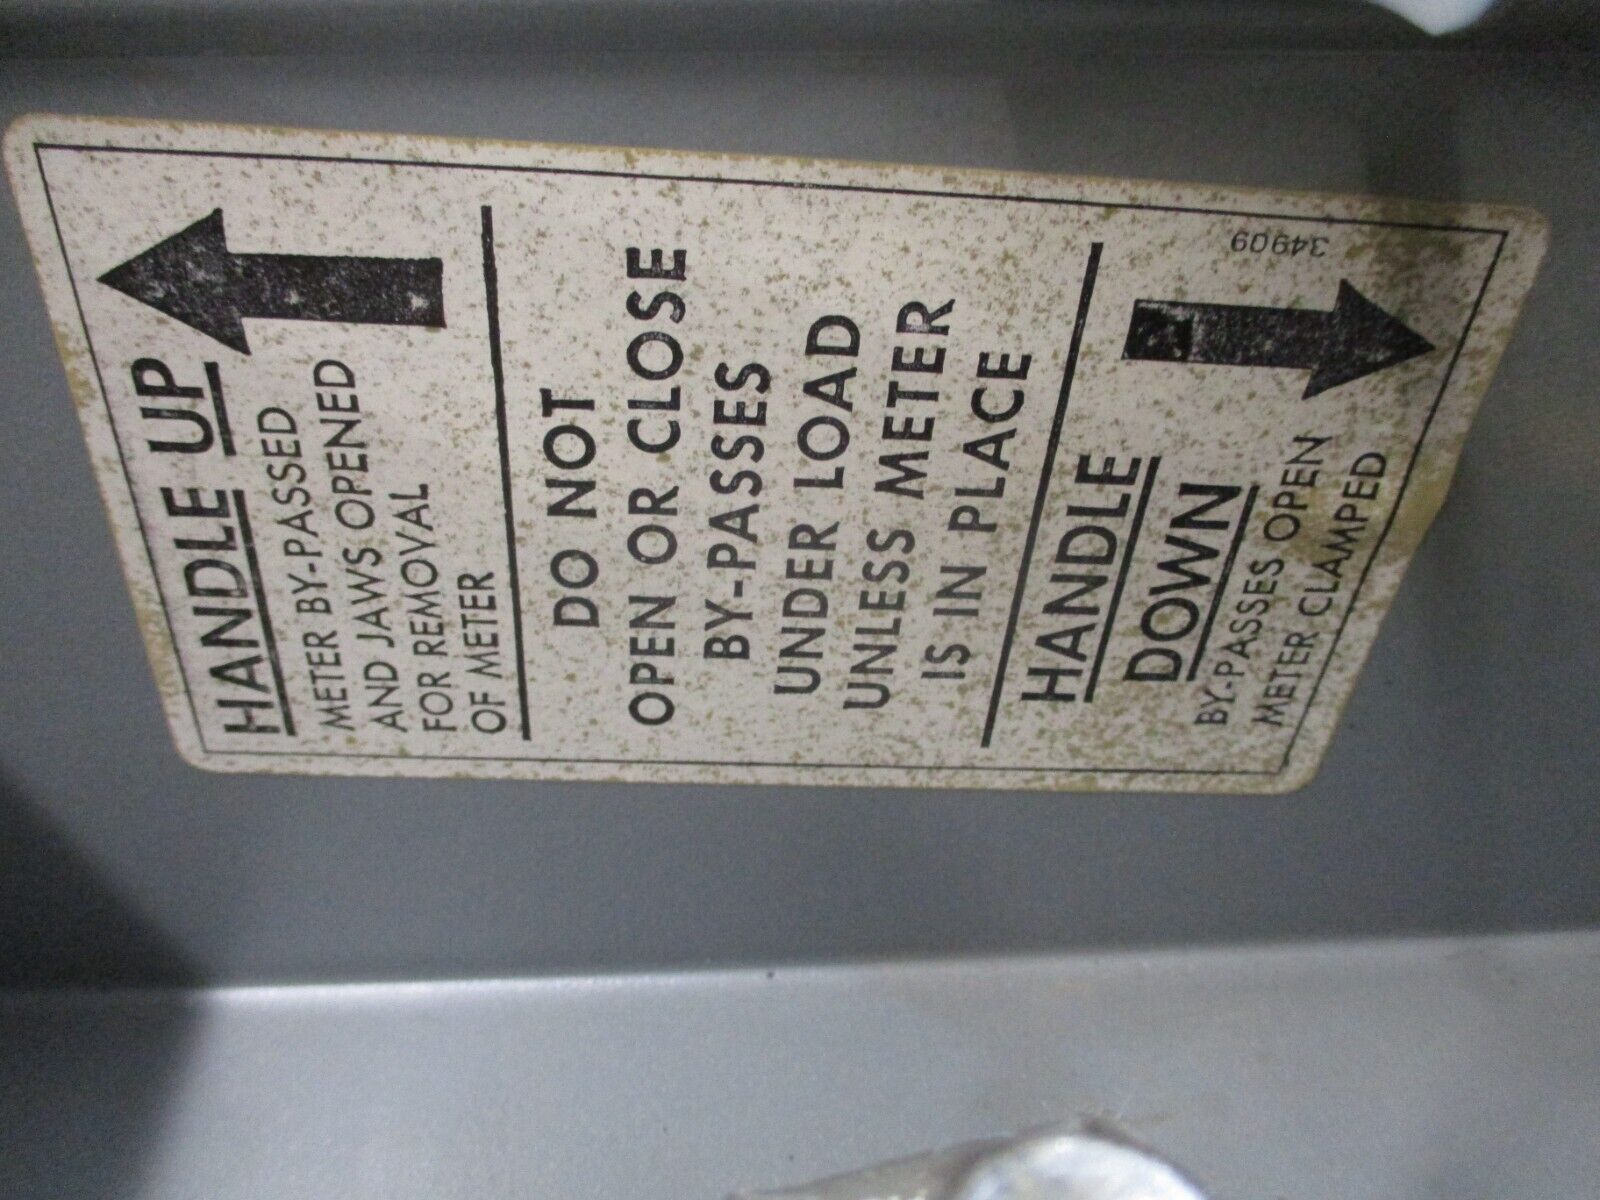 HANDLE UP
METER BY-PASSED
AND JAWS OPENED
FOR REMOVAL
OF METER
DO NOT
OPEN OR CLOSE
BY-PASSES
UNDER LOAD
UNLESS METER
IS IN PLACE
HANDLE
DOWN
BY-PASSES OPEN
METER CLAMPED
34909